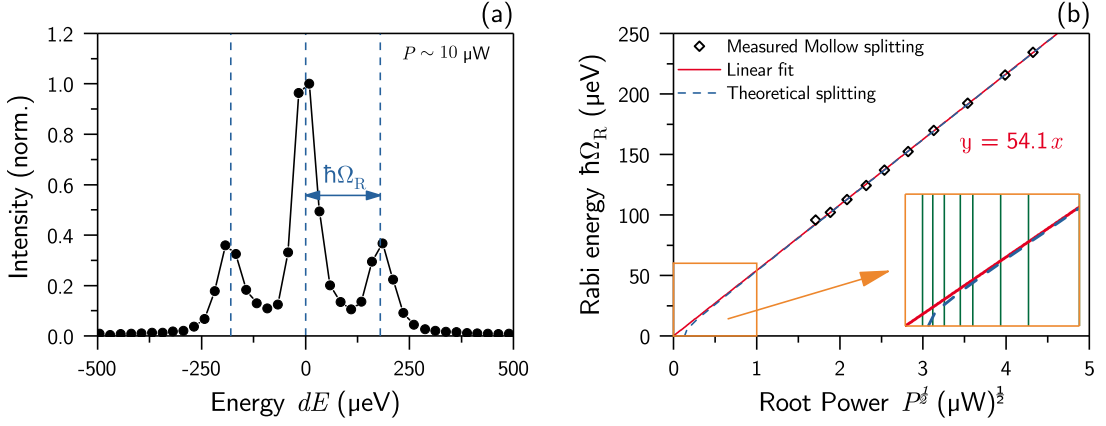 (a)
P ~ 10 µW
ħΩR
1.2
1.0
0.8
0.6
0.4
0.2
0.0
Intensity (norm.)
-500
-250
0
250
500
Energy dE (µeV)
(b)
Measured Mollow splitting
Linear fit
Theoretical splitting
y = 54.1x
250
200
150
100
50
0
Rabi energy ħΩR (µeV)
0
1
2
3
4
5
Root Power P^½ (µW)^½